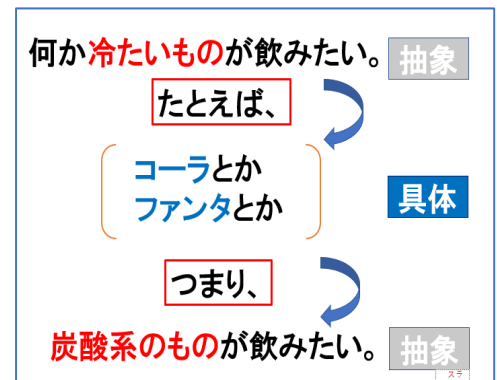 何か冷たいものが飲みたい。 抽象
たとえば、
コーラとか
ファンタとか
具体
つまり、
炭酸系のものが飲みたい。 抽象
スラ